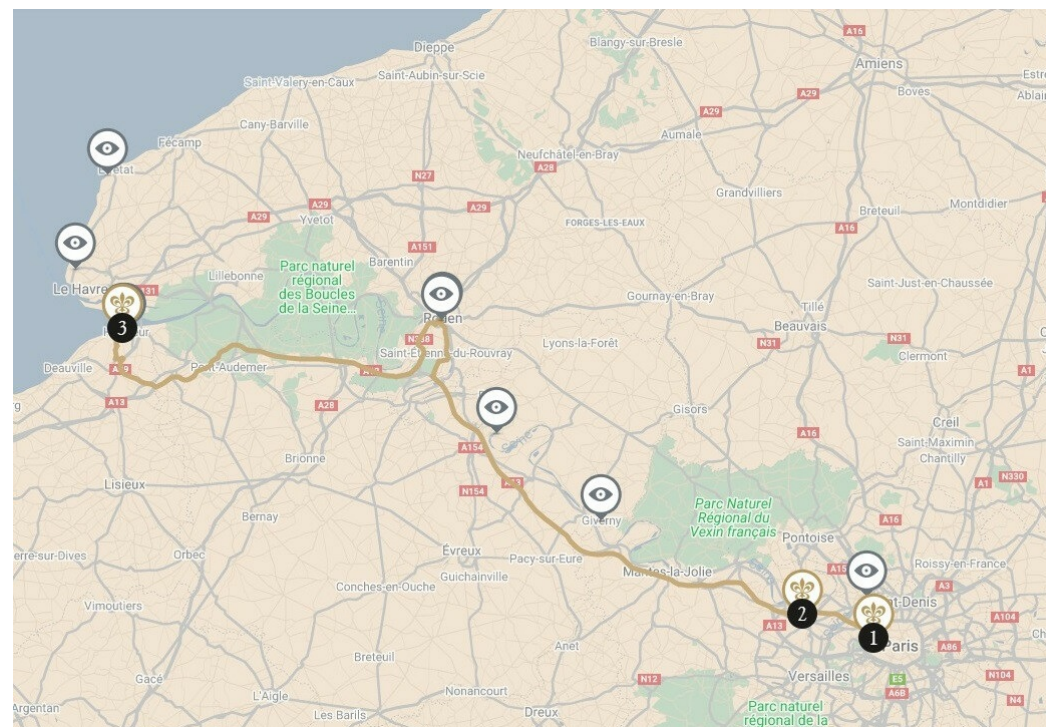 A16
Dieppe
Blangy-sur-Bresle
Amiens
Saint-Aubin-sur-Scie
Saint-Valery-en-Caux
A29
Boves
A29
Cany-Barville
Aumale
Fécamp
Neufchâtel-en-Bray
A28
N27
Grandvilliers
A29
A29
Breteuil
Montdidier
Yvetot
FORGES-LES-EAUX
A16
A151
Barentin
Parc naturel
régional
des Boucles
de la Seine...
Lillebonne
Saint-Just-en-Chaussée
Le Havre
Gournay-en-Bray
Tillé
Beauvais
3
Saint-Étienne-du-Rouvray
Lyons-la-Forêt
N31
N31
Clermont
Deauville
Pont-Audemer
A1
A13
A28
Gisors
Creil
A16
Saint-Maximin
Chantilly
A154
Brionne
N330
A1
Lisieux
N154
Bernay
Parc Naturel
Régional du
Vexin français
Giverny
A16
Pontoise
Évreux
Pacy-sur-Eure
Orbec
Roissy-en-France
Mantes-la-Jolie
A15
Guichainville
Conches-en-Ouche
A3
Vimoutiers
2
A13
A104
1
Paris
Anet
A86
Breteuil
Versailles
N12
E5
N104
Gacé
A6B
L'Aigle
Nonancourt
N4
Argentan
Les Barils
Dreux
Parc naturel
régional de la